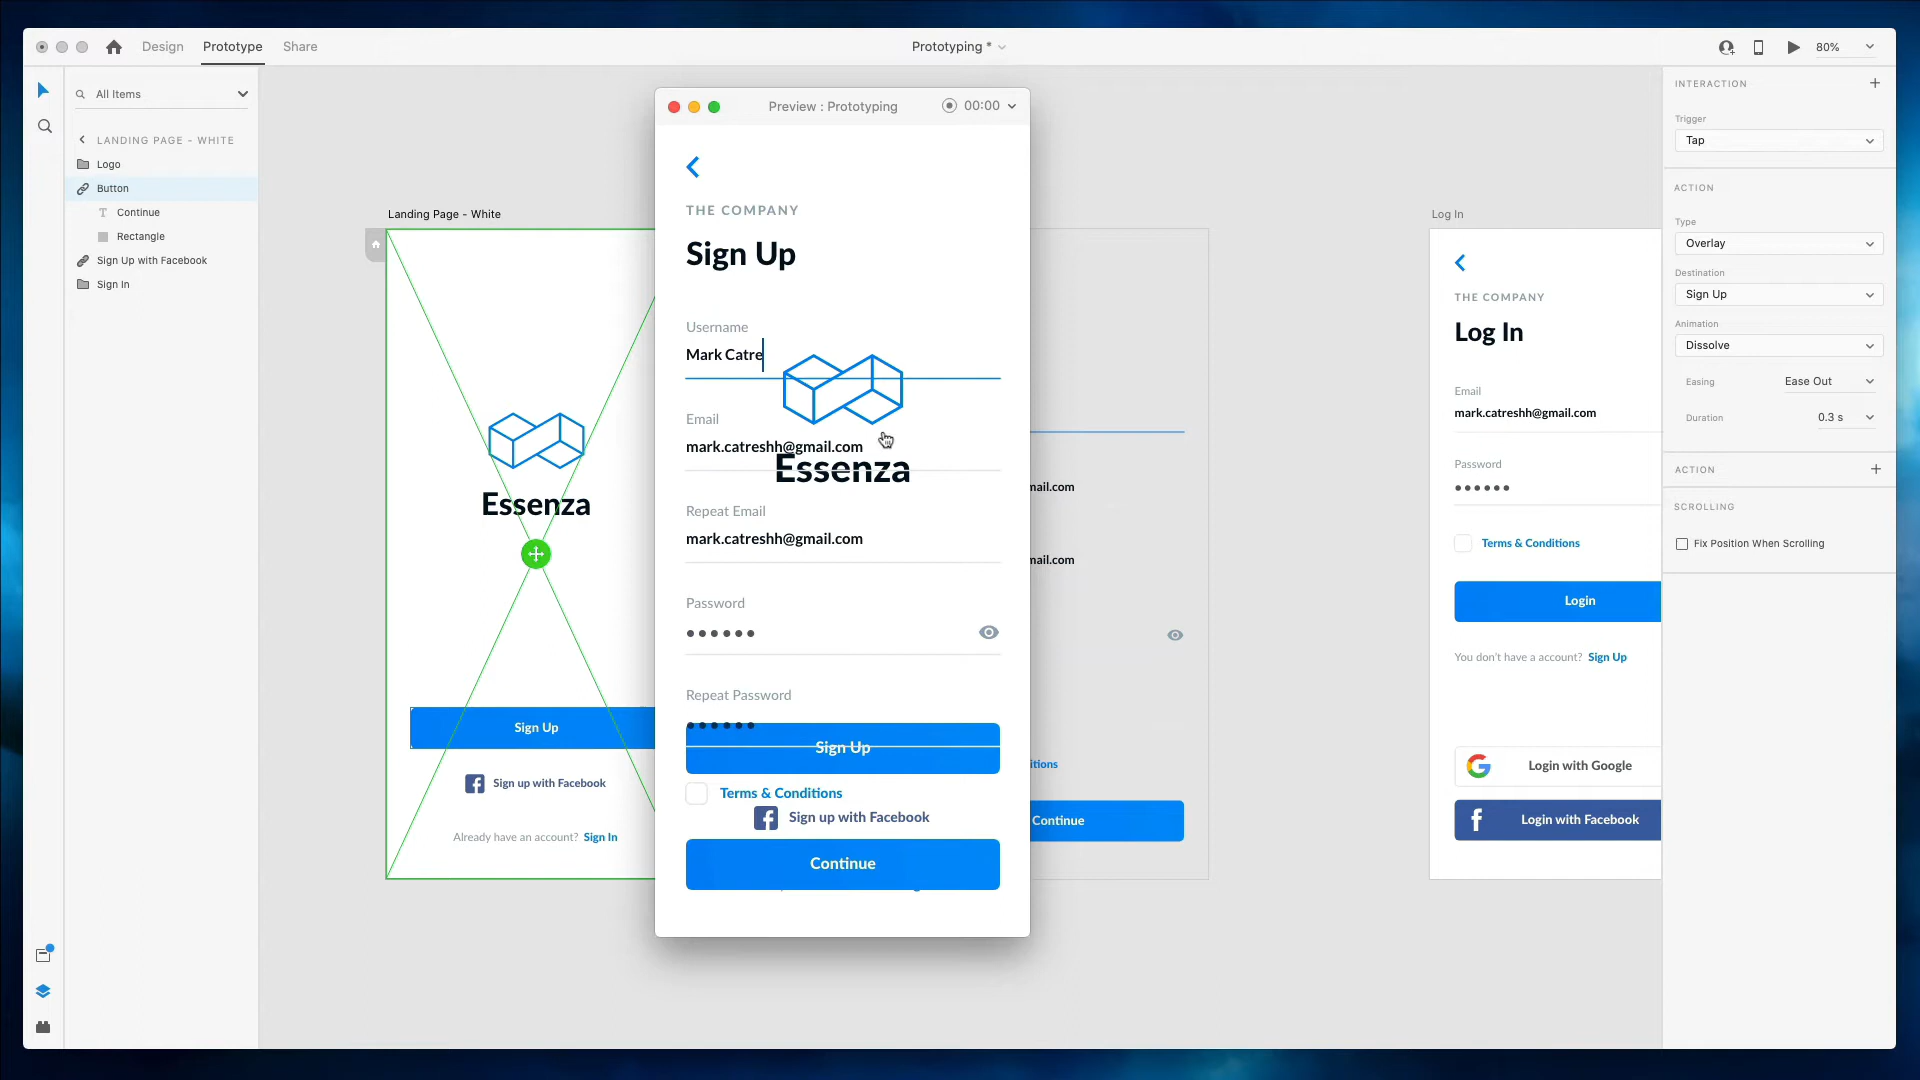 Design
Prototype
Share
Prototyping *
80%
All Items
LANDING PAGE - WHITE
Logo
Button
Continue
Rectangle
Sign Up with Facebook
Sign In
Landing Page - White
Essenza
Sign Up
Sign up with Facebook
Already have an account? Sign In
Preview : Prototyping
00:00
THE COMPANY
Sign Up
Username
Mark Catre
Email
mark.catreshh@gmail.com
Essenza
Repeat Email
mark.catreshh@gmail.com
Password
Repeat Password
Sign Up
Terms & Conditions
Sign up with Facebook
Continue
mail.com
mail.com
itions
Continue
Log In
THE COMPANY
Log In
Email
mark.catreshh@gmail.com
Password
Terms & Conditions
Login
You don't have a account? Sign Up
Login with Google
Login with Facebook
INTERACTION
Trigger
Tap
ACTION
Type
Overlay
Destination
Sign Up
Animation
Dissolve
Easing
Ease Out
Duration
0.3 s
ACTION
SCROLLING
Fix Position When Scrolling